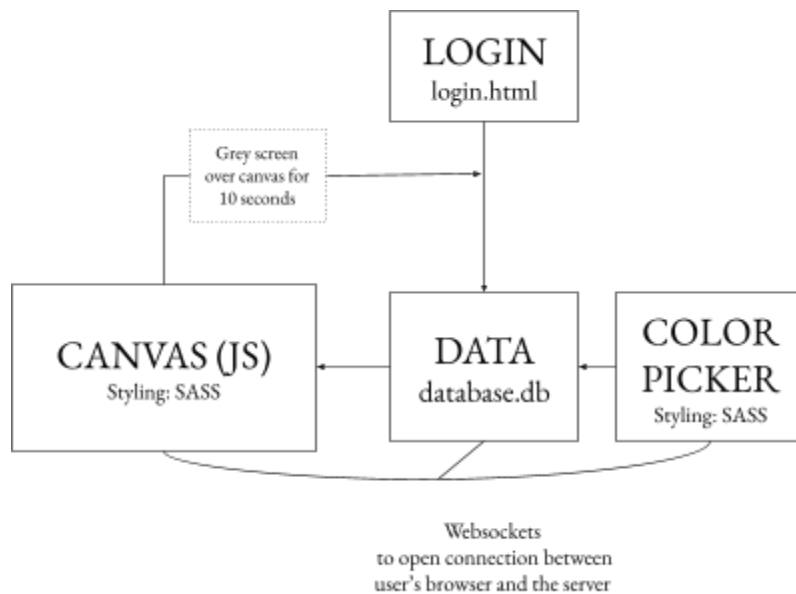 LOGIN
login.html
Grey screen
over canvas for
10 seconds
CANVAS (JS)
Styling: SASS
DATA
database.db
COLOR
PICKER
Styling: SASS
Websockets
to open connection between
user's browser and the server